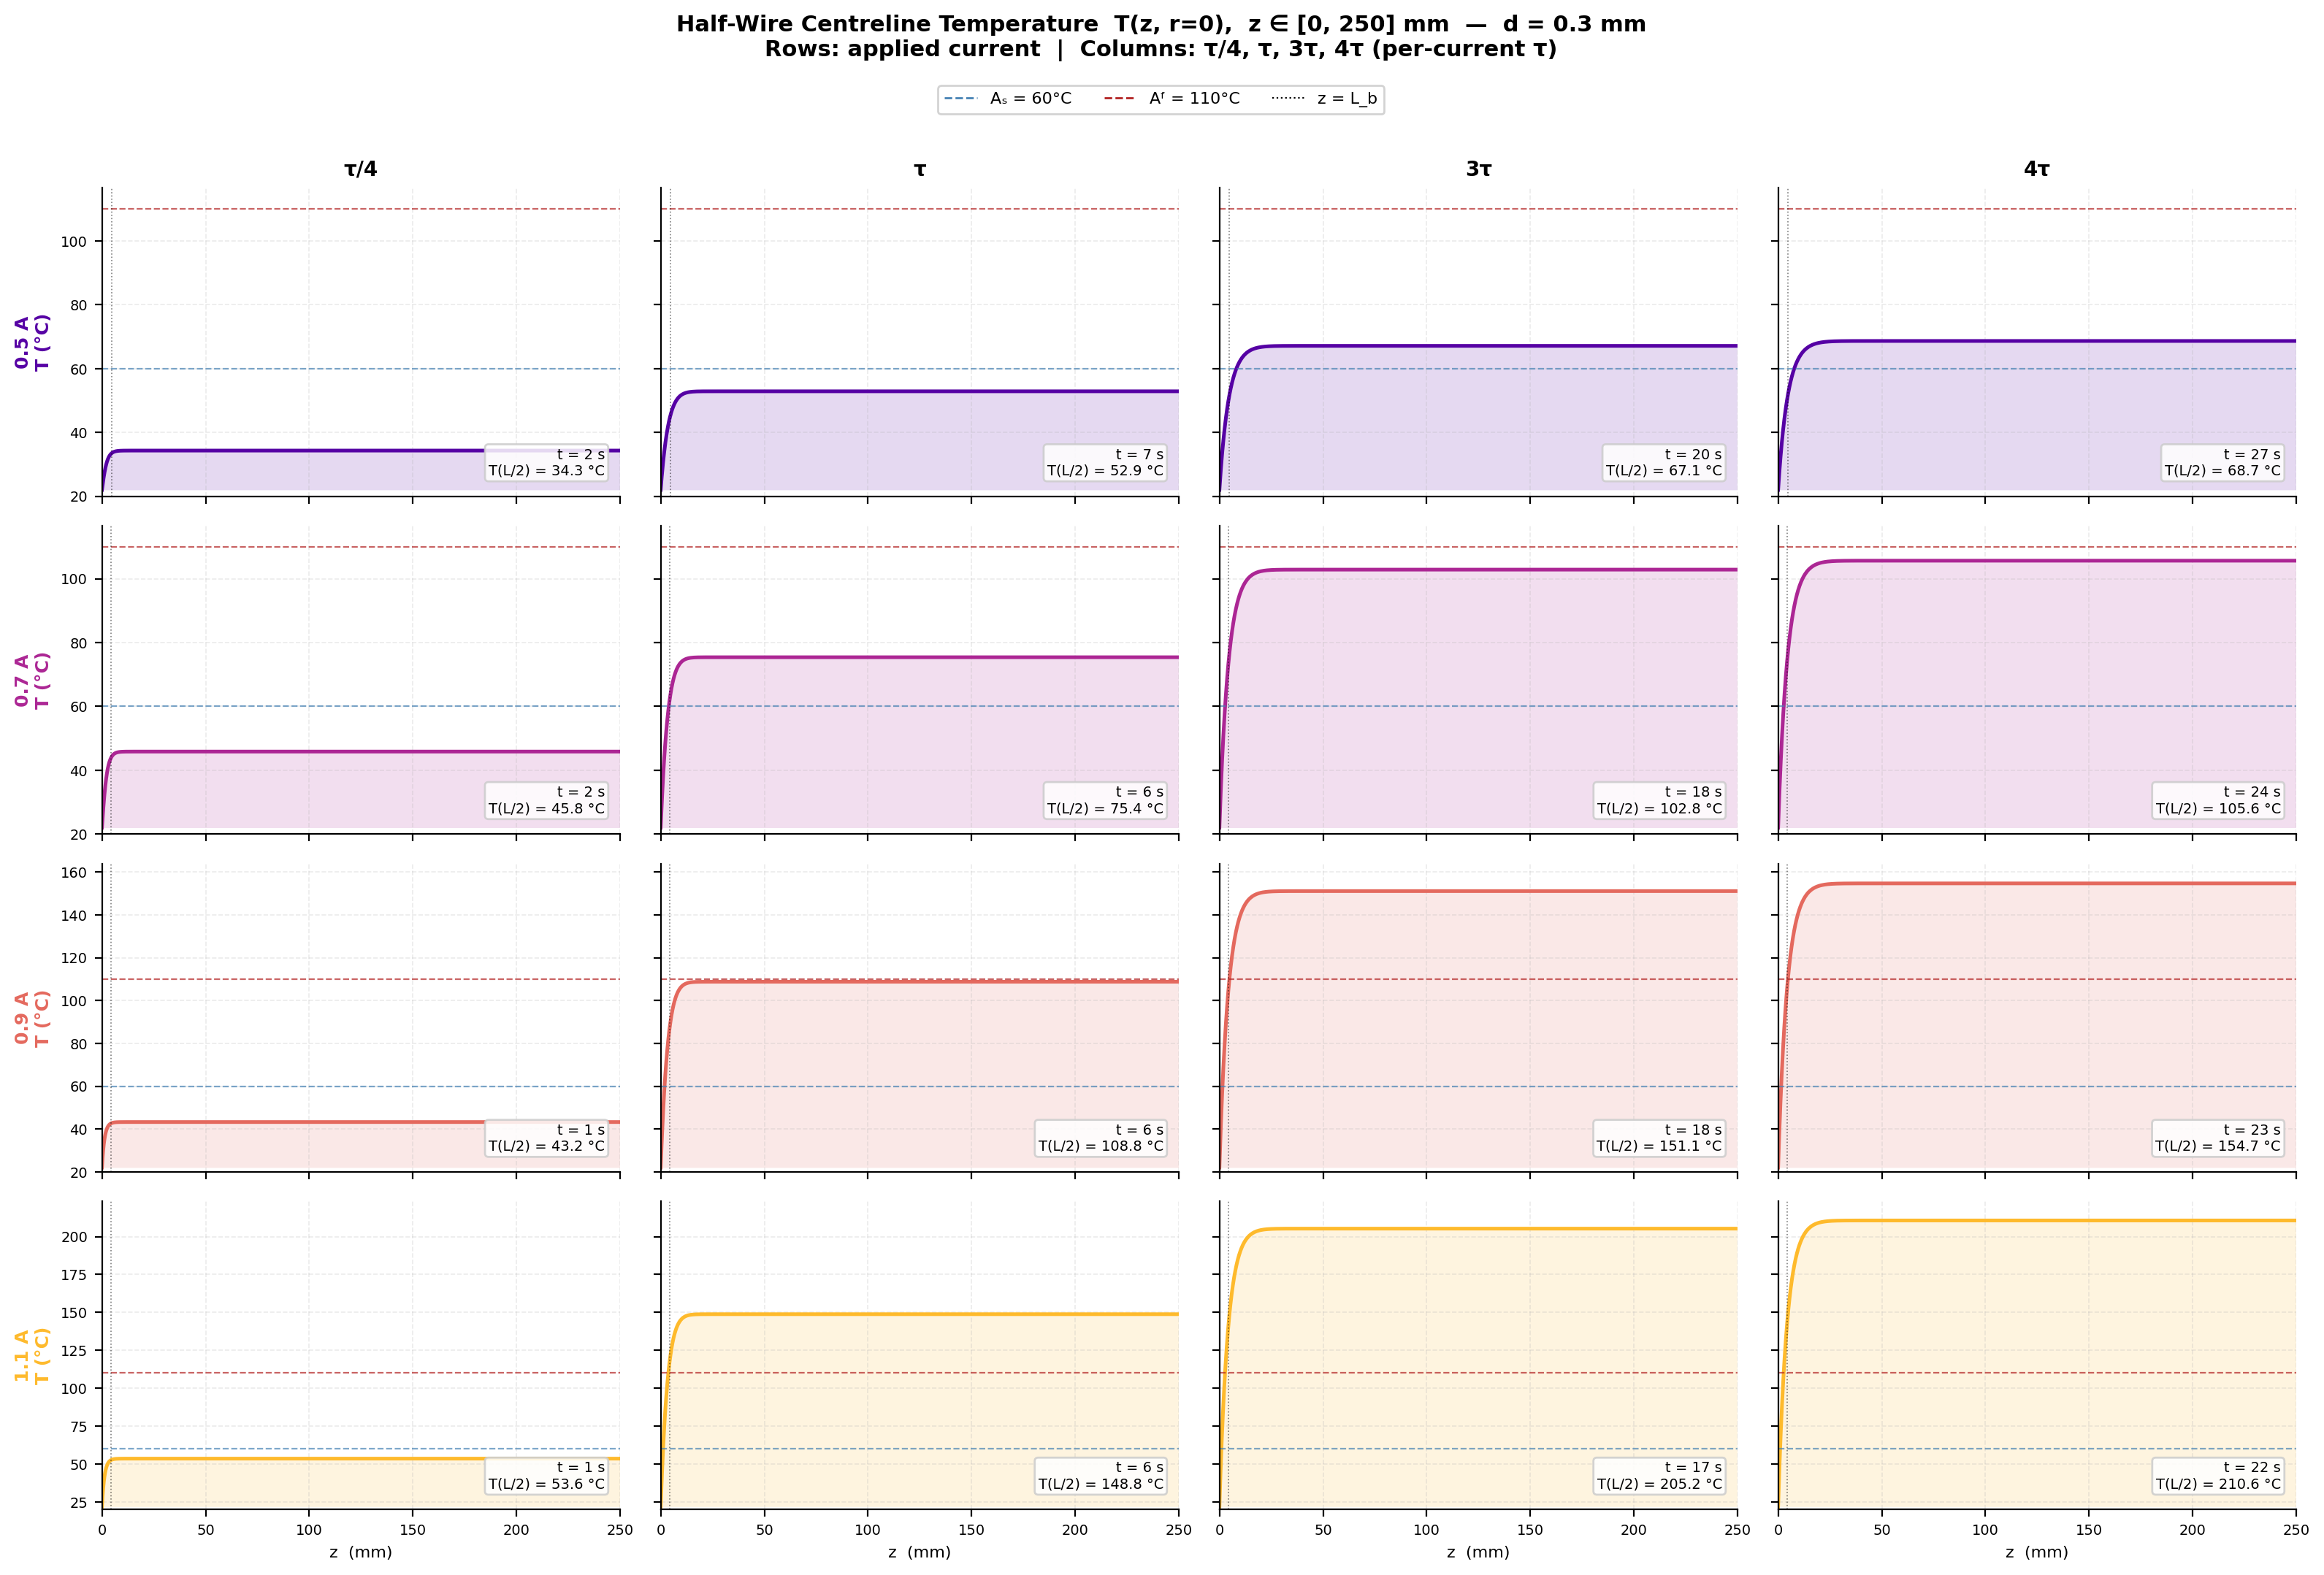 Half-Wire Centreline Temperature  T(z, r=0),  z ∈ [0, 250] mm  —  d = 0.3 mm
Rows: applied current  |  Columns: τ/4, τ, 3τ, 4τ (per-current τ)
Aₛ = 60°C
Aᶠ = 110°C
z = L_b
τ/4
τ
3τ
4τ
0.5 A
T (°C)
100
80
60
40
20
t = 2 s
T(L/2) = 34.3 °C
t = 7 s
T(L/2) = 52.9 °C
t = 20 s
T(L/2) = 67.1 °C
t = 27 s
T(L/2) = 68.7 °C
0.7 A
T (°C)
100
80
60
40
20
t = 2 s
T(L/2) = 45.8 °C
t = 6 s
T(L/2) = 75.4 °C
t = 18 s
T(L/2) = 102.8 °C
t = 24 s
T(L/2) = 105.6 °C
0.9 A
T (°C)
160
140
120
100
80
60
40
20
t = 1 s
T(L/2) = 43.2 °C
t = 6 s
T(L/2) = 108.8 °C
t = 18 s
T(L/2) = 151.1 °C
t = 23 s
T(L/2) = 154.7 °C
1.1 A
T (°C)
200
175
150
125
100
75
50
25
t = 1 s
T(L/2) = 53.6 °C
t = 6 s
T(L/2) = 148.8 °C
t = 17 s
T(L/2) = 205.2 °C
t = 22 s
T(L/2) = 210.6 °C
0 50 100 150 200 250
0 50 100 150 200 250
0 50 100 150 200 250
0 50 100 150 200 250
z  (mm)
z  (mm)
z  (mm)
z  (mm)